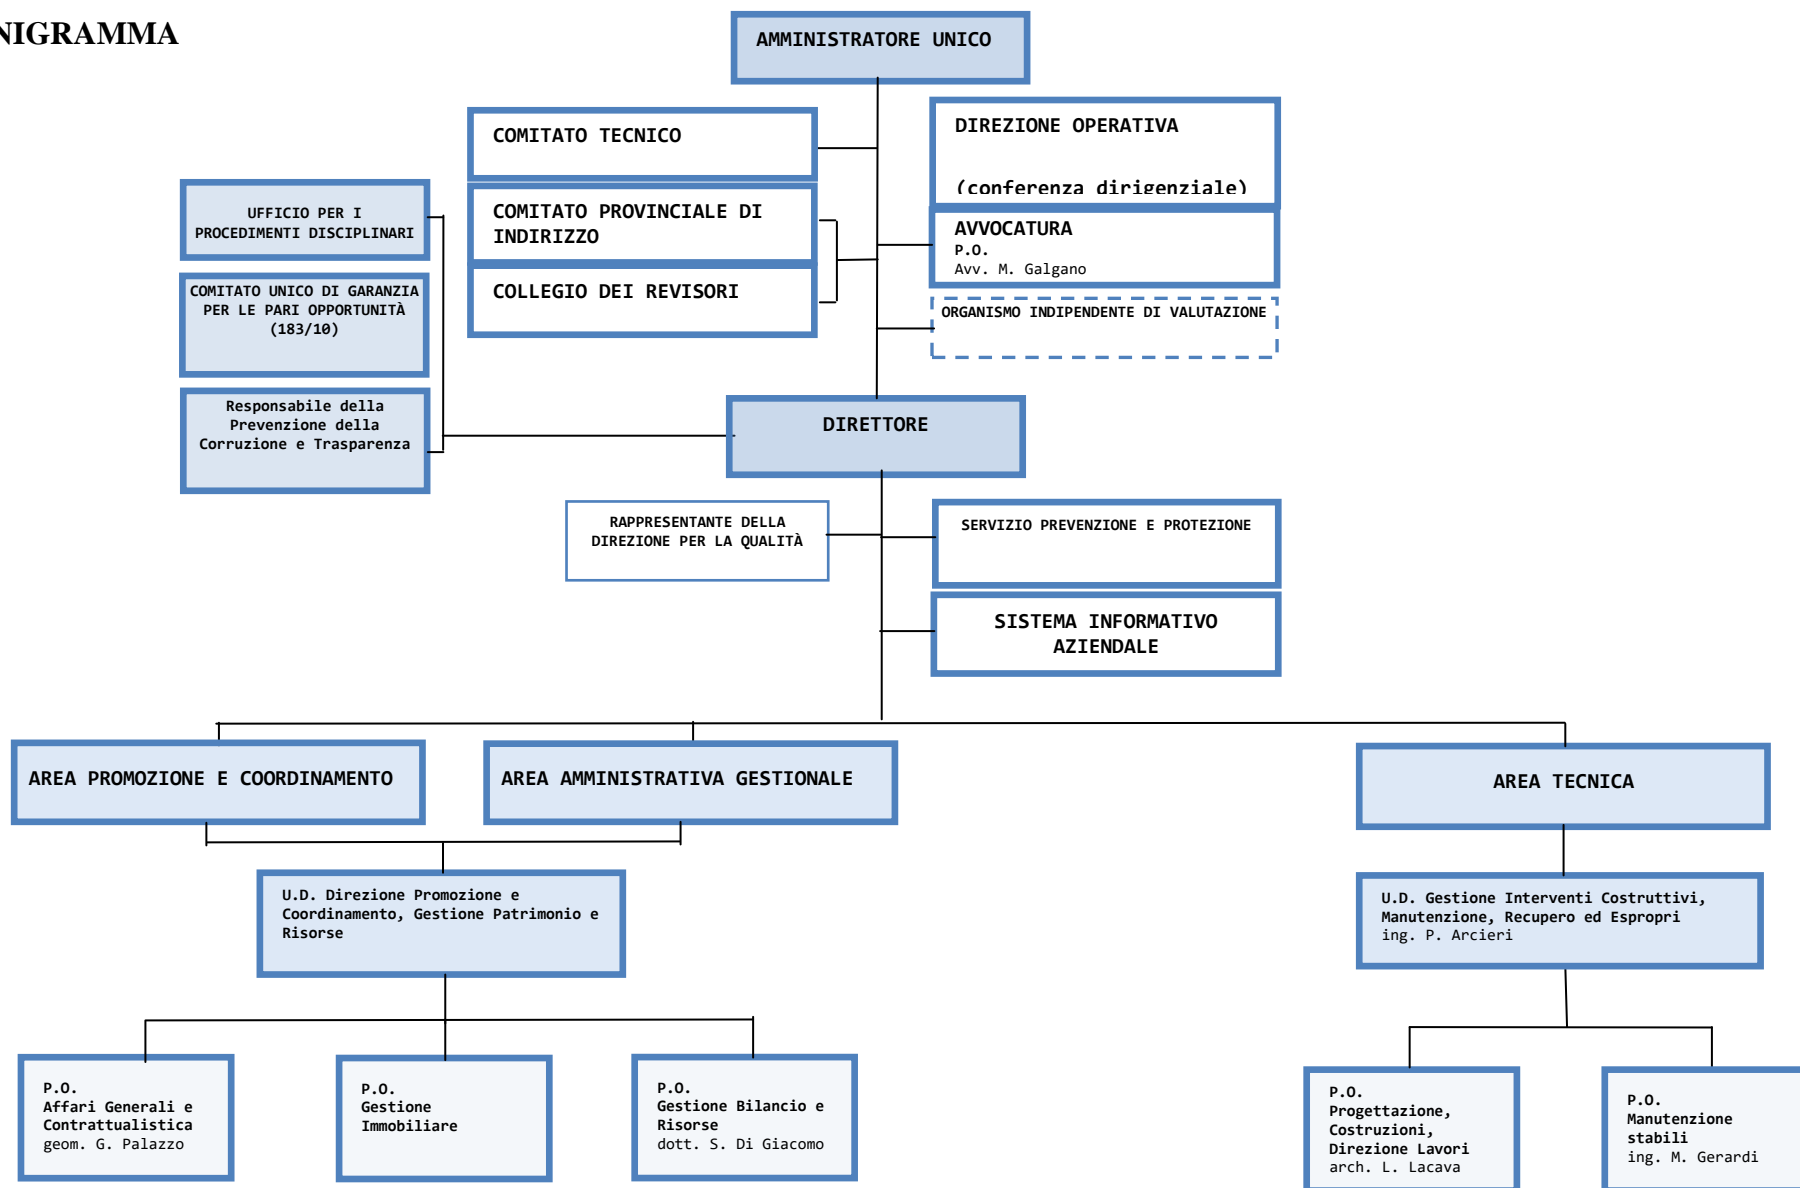 NIGRAMMA
AMMINISTRATORE UNICO
COMITATO TECNICO
DIREZIONE OPERATIVA
(conferenza dirigenziale)
UFFICIO PER I
PROCEDIMENTI DISCIPLINARI
COMITATO PROVINCIALE DI
INDIRIZZO
AVVOCATURA
P.O.
Avv. M. Galgano
COMITATO UNICO DI GARANZIA
PER LE PARI OPPORTUNITÀ
(183/10)
COLLEGIO DEI REVISORI
ORGANISMO INDIPENDENTE DI VALUTAZIONE
Responsabile della
Prevenzione della
Corruzione e Trasparenza
DIRETTORE
RAPPRESENTANTE DELLA
DIREZIONE PER LA QUALITÀ
SERVIZIO PREVENZIONE E PROTEZIONE
SISTEMA INFORMATIVO
AZIENDALE
AREA PROMOZIONE E COORDINAMENTO
AREA AMMINISTRATIVA GESTIONALE
AREA TECNICA
U.D. Direzione Promozione e
Coordinamento, Gestione Patrimonio e
Risorse
U.D. Gestione Interventi Costruttivi,
Manutenzione, Recupero ed Espropri
ing. P. Arcieri
P.O.
Affari Generali e
Contrattualistica
geom. G. Palazzo
P.O.
Gestione
Immobiliare
P.O.
Gestione Bilancio e
Risorse
dott. S. Di Giacomo
P.O.
Progettazione,
Costruzioni,
Direzione Lavori
arch. L. Lacava
P.O.
Manutenzione
stabili
ing. M. Gerardi